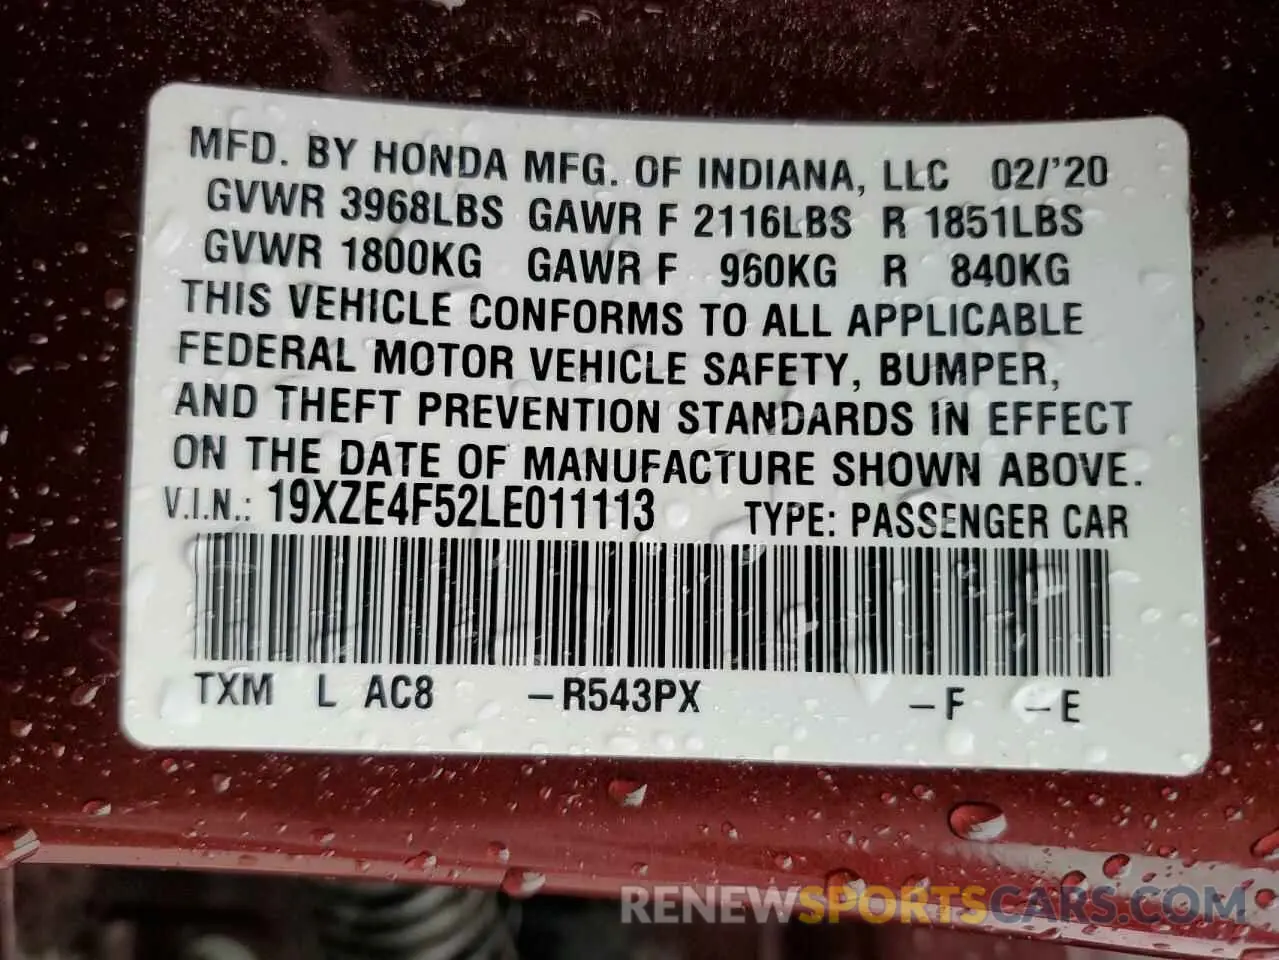 MFD. BY HONDA MFG. OF INDIANA, LLC 02/'20
GVWR 3968LBS GAWR F 2116LBS R 1851LBS
GVWR 1800KG GAWR F 960KG R 840KG
THIS VEHICLE CONFORMS TO ALL APPLICABLE
FEDERAL MOTOR VEHICLE SAFETY, BUMPER,
AND THEFT PREVENTION STANDARDS IN EFFECT
ON THE DATE OF MANUFACTURE SHOWN ABOVE.
V.I.N.: 19XZE4F52LE011113 TYPE: PASSENGER CAR
TXM L AC8 –R543PX –F –E
RENEWSPORTSCARS.COM